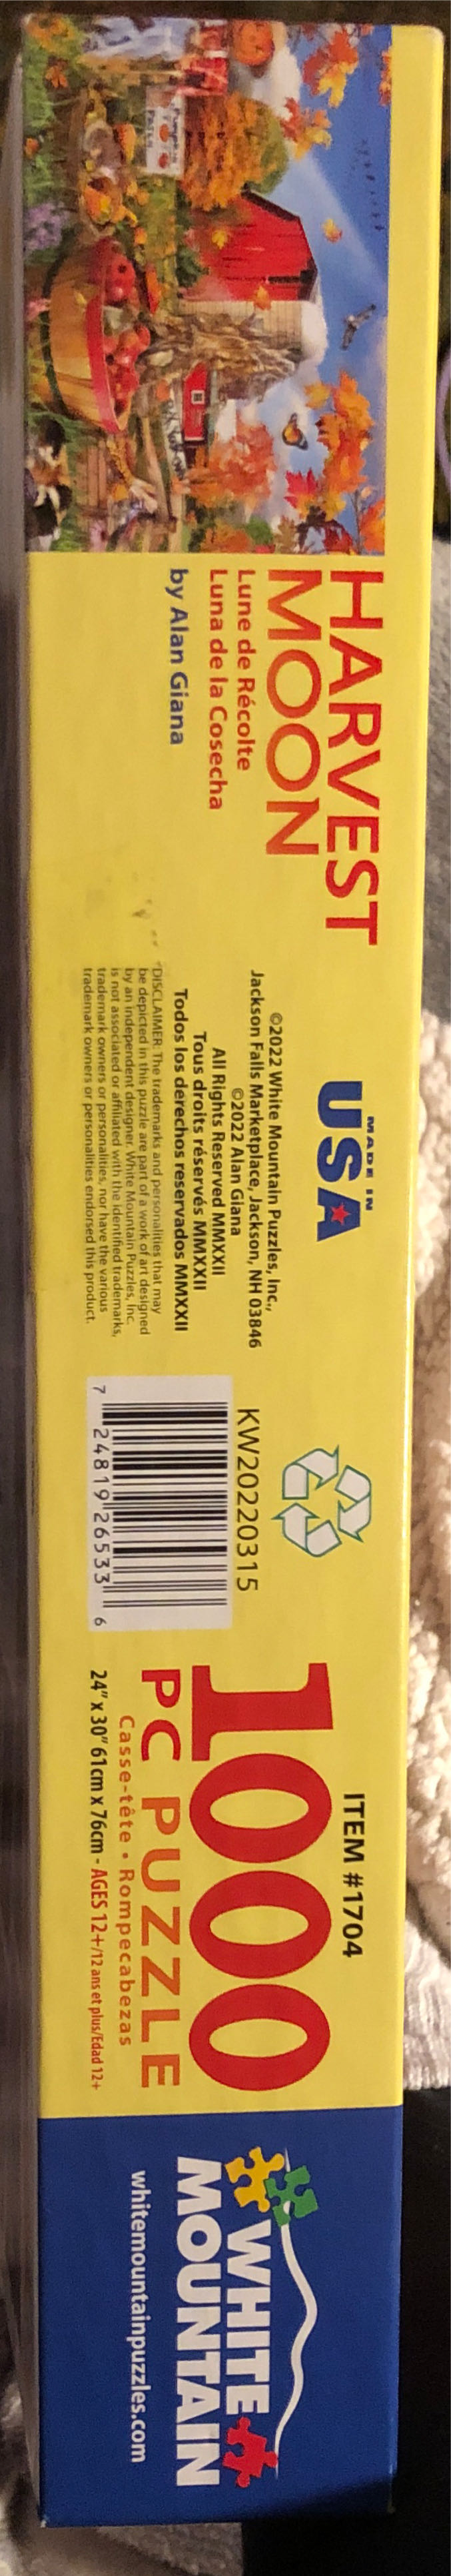 Pumpkin
Patch
HARVEST
MOON
Lune de Récolte
Luna de la Cosecha
by Alan Giana
MADE IN
USA
©2022 White Mountain Puzzles, Inc.,
Jackson Falls Marketplace, Jackson, NH 03846
©2022 Alan Giana
All Rights Reserved MMXXII
Tous droits réservés MMXXII
Todos los derechos reservados MMXXII
*DISCLAIMER: The trademarks and personalities that may
be depicted in this puzzle are part of a work of art designed
by an independent designer. White Mountain Puzzles, Inc.
is not associated or affiliated with the identified trademarks,
trademark owners or personalities, nor have the various
trademark owners or personalities endorsed this product.
KW20220315
7 24819 26533 6
ITEM #1704
1000
PC PUZZLE
Casse-tête • Rompecabezas
24" x 30" 61cm x 76cm - AGES 12+/12 ans et plus/Edad 12+
WHITE
MOUNTAIN
whitemountainpuzzles.com